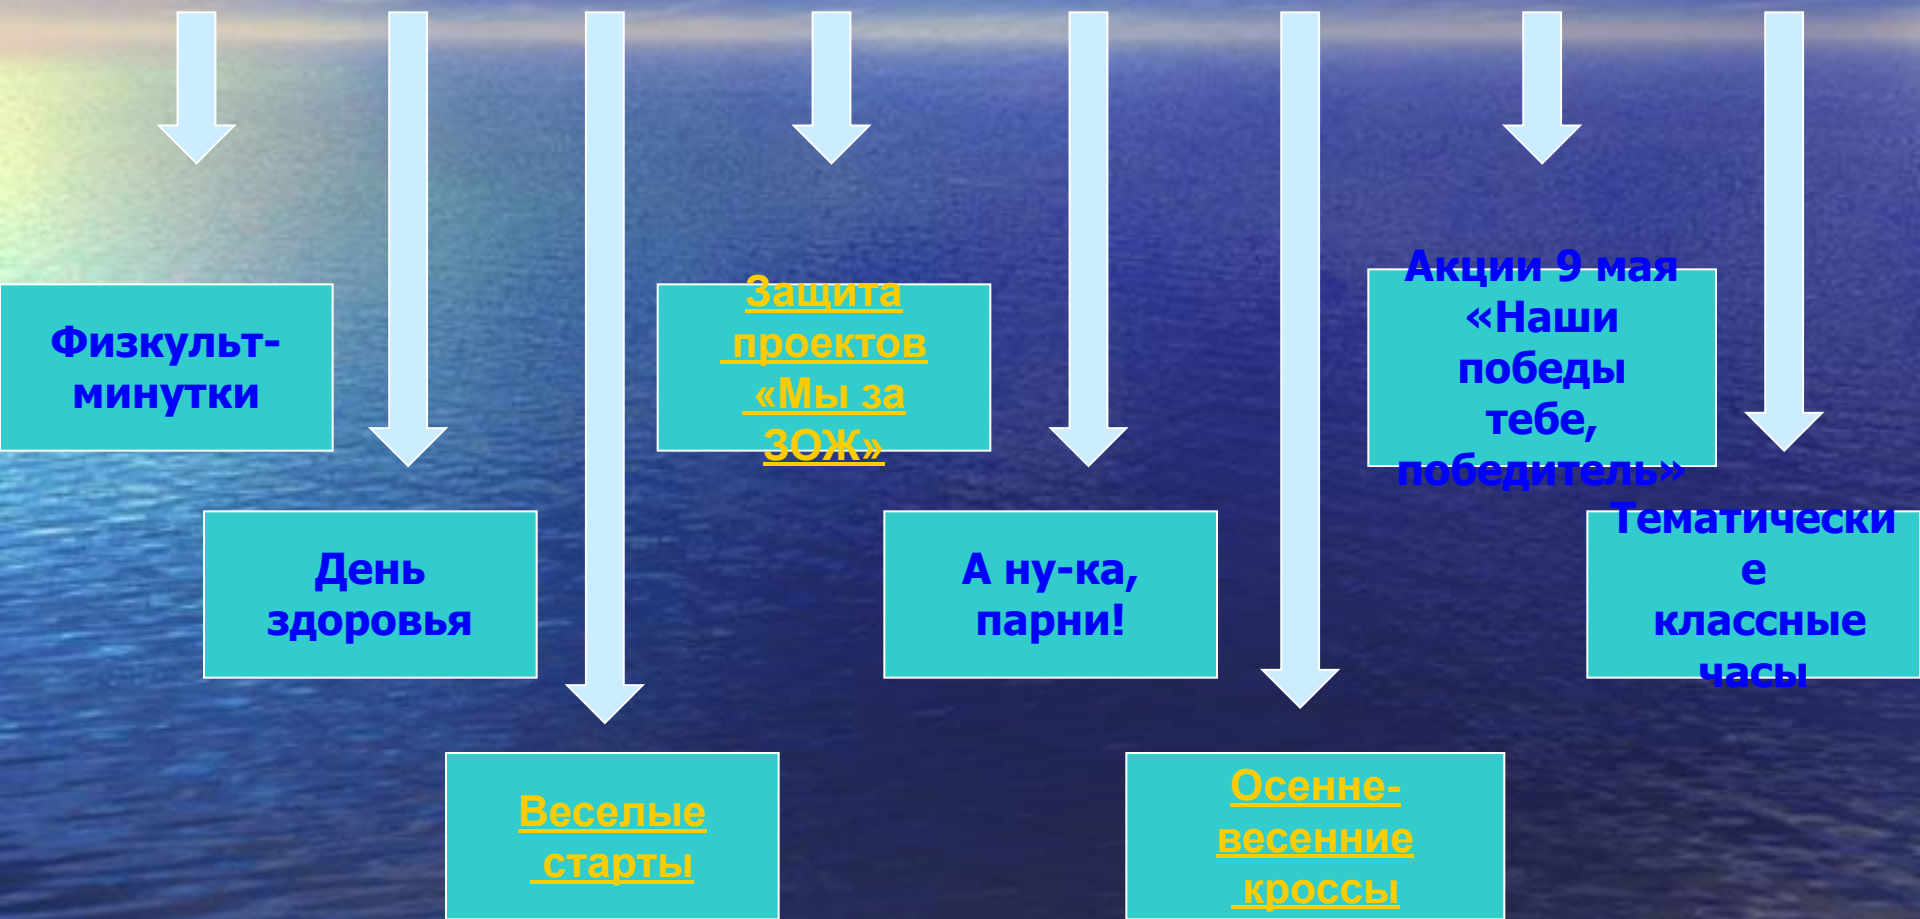 Физкульт-
минутки
День
здоровья
Веселые
старты
Защита
проектов
«Мы за
ЗОЖ»
А ну-ка,
парни!
Осенне-
весенние
кроссы
Акции 9 мая
«Наши
победы
тебе,
победитель»
Тематически
е
классные
часы